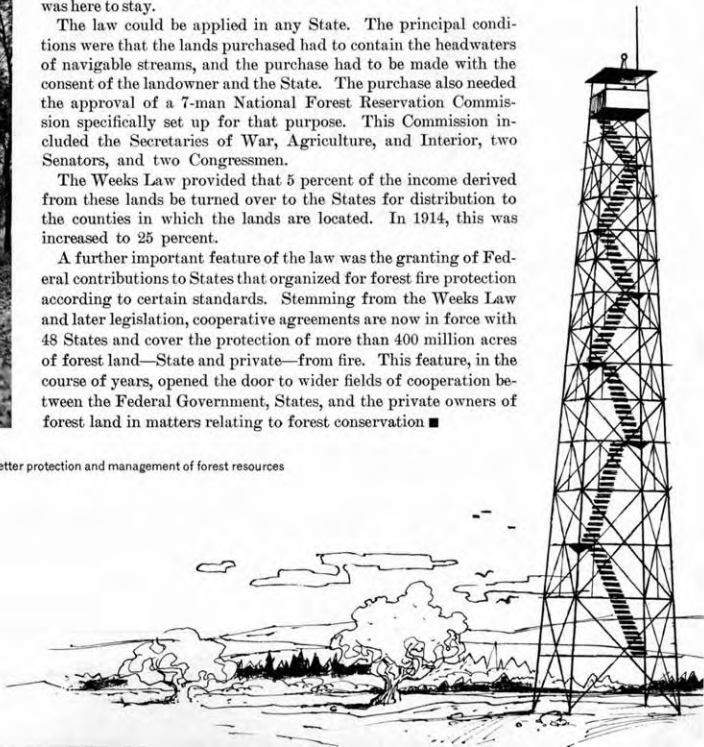 was here to stay.
The law could be applied in any State. The principal condi-
tions were that the lands purchased had to contain the headwaters
of navigable streams, and the purchase had to be made with the
consent of the landowner and the State. The purchase also needed
the approval of a 7-man National Forest Reservation Commis-
sion specifically set up for that purpose. This Commission in-
cluded the Secretaries of War, Agriculture, and Interior, two
Senators, and two Congressmen.
The Weeks Law provided that 5 percent of the income derived
from these lands be turned over to the States for distribution to
the counties in which the lands are located. In 1914, this was
increased to 25 percent.
A further important feature of the law was the granting of Fed-
eral contributions to States that organized for forest fire protection
according to certain standards. Stemming from the Weeks Law
and later legislation, cooperative agreements are now in force with
48 States and cover the protection of more than 400 million acres
of forest land—State and private—from fire. This feature, in the
course of years, opened the door to wider fields of cooperation be-
tween the Federal Government, States, and the private owners of
forest land in matters relating to forest conservation ■
etter protection and management of forest resources